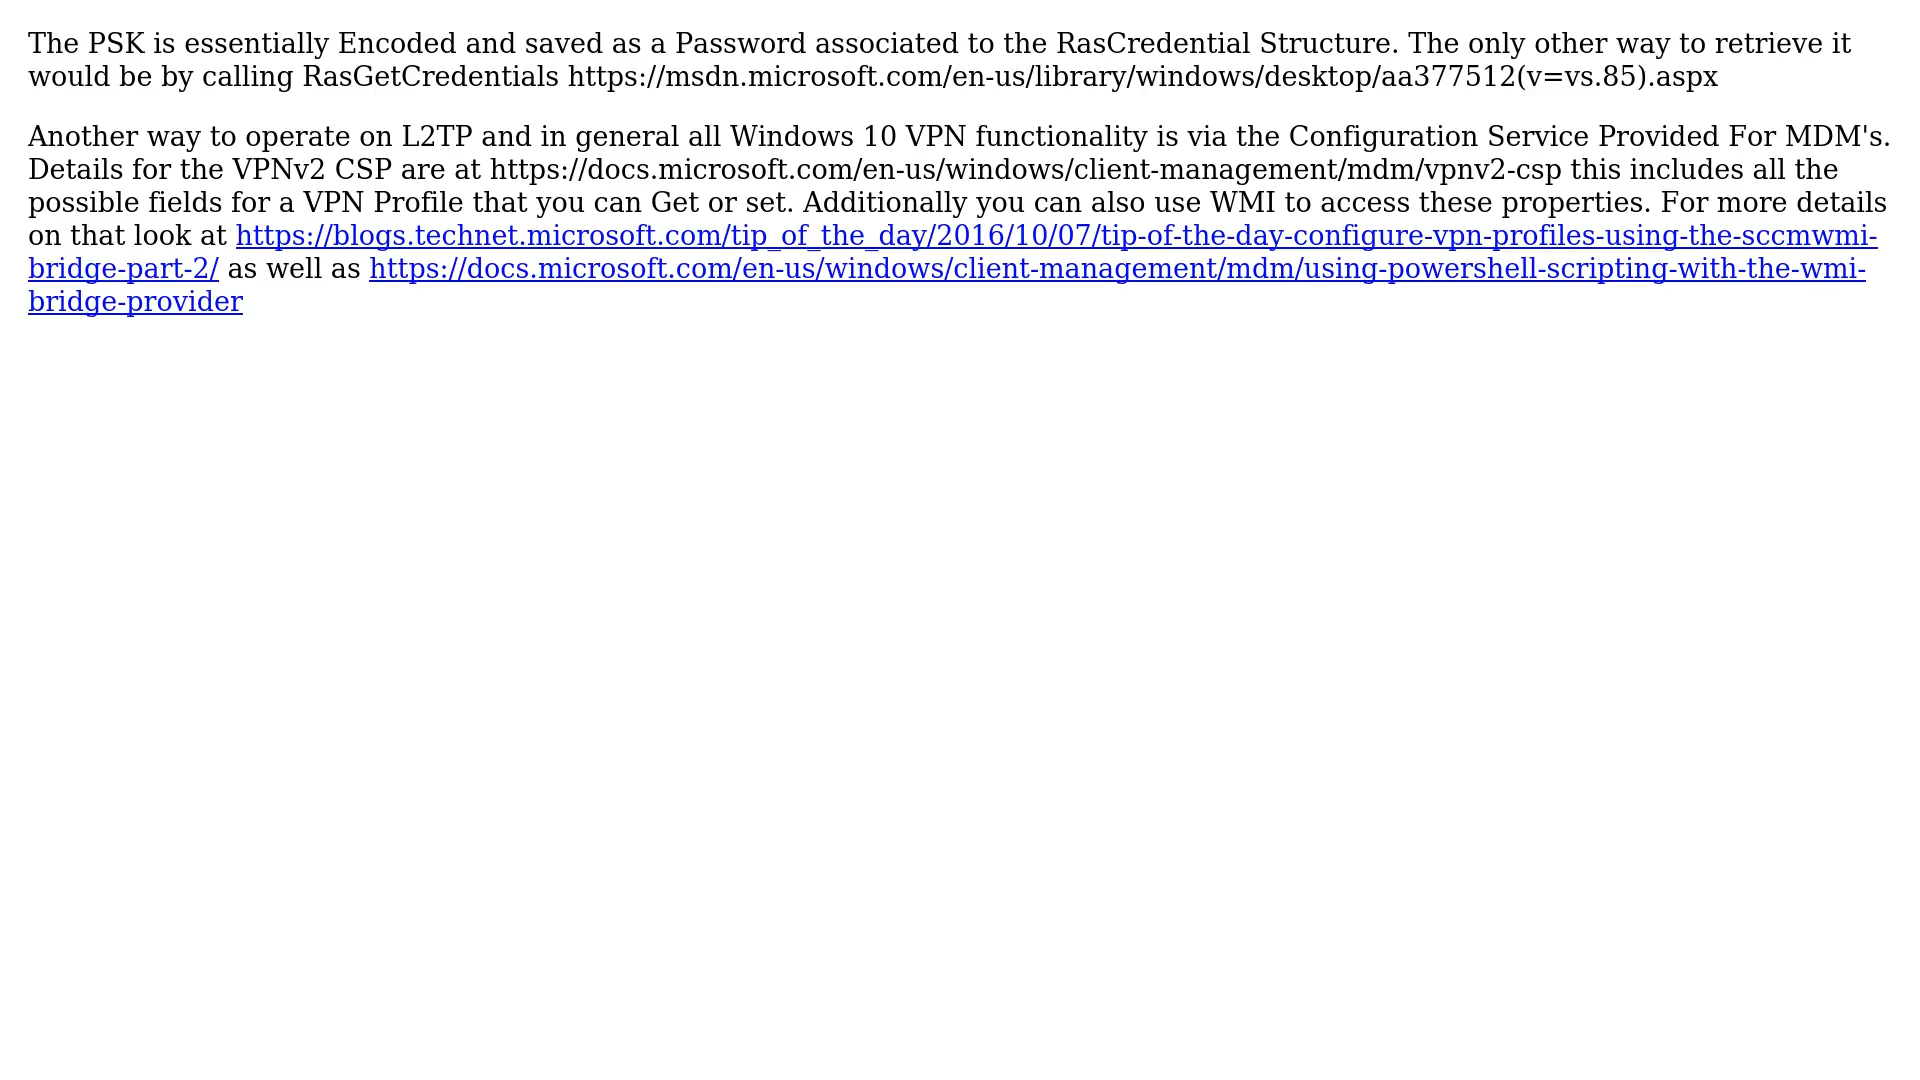 The PSK is essentially Encoded and saved as a Password associated to the RasCredential Structure. The only other way to retrieve it
would be by calling RasGetCredentials https://msdn.microsoft.com/en-us/library/windows/desktop/aa377512(v=vs.85).aspx
Another way to operate on L2TP and in general all Windows 10 VPN functionality is via the Configuration Service Provided For MDM's.
Details for the VPNv2 CSP are at https://docs.microsoft.com/en-us/windows/client-management/mdm/vpnv2-csp this includes all the
possible fields for a VPN Profile that you can Get or set. Additionally you can also use WMI to access these properties. For more details
on that look at https://blogs.technet.microsoft.com/tip_of_the_day/2016/10/07/tip-of-the-day-configure-vpn-profiles-using-the-sccmwmi-
bridge-part-2/ as well as https://docs.microsoft.com/en-us/windows/client-management/mdm/using-powershell-scripting-with-the-wmi-
bridge-provider